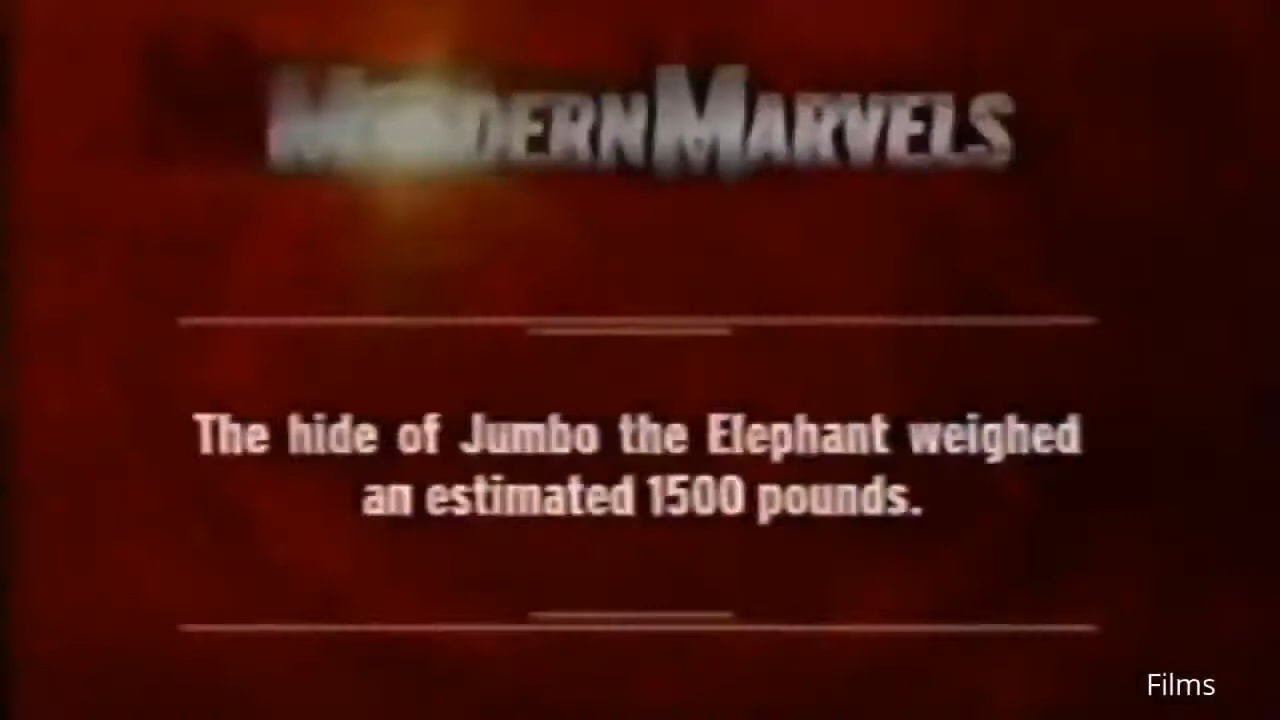 MODERN MARVELS
The hide of Jumbo the Elephant weighed
an estimated 1500 pounds.
Films